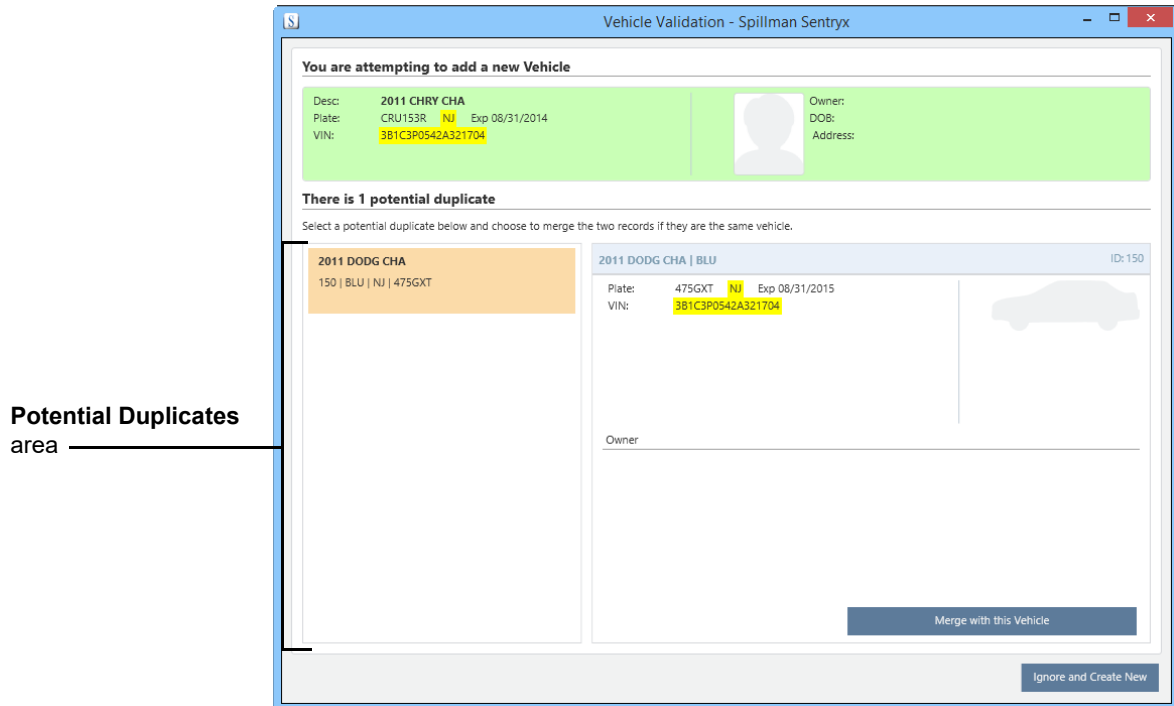 S
Vehicle Validation - Spillman Sentryx
You are attempting to add a new Vehicle
Desc: 2011 CHRY CHA
Plate: CRU153R NJ Exp 08/31/2014
VIN: 3B1C3P0542A321704
Owner:
DOB:
Address:
There is 1 potential duplicate
Select a potential duplicate below and choose to merge the two records if they are the same vehicle.
2011 DODG CHA
150 | BLU | NJ | 475GXT
2011 DODG CHA | BLU ID: 150
Plate: 475GXT NJ Exp 08/31/2015
VIN: 3B1C3P0542A321704
Owner
Merge with this Vehicle
Ignore and Create New
Potential Duplicates
area